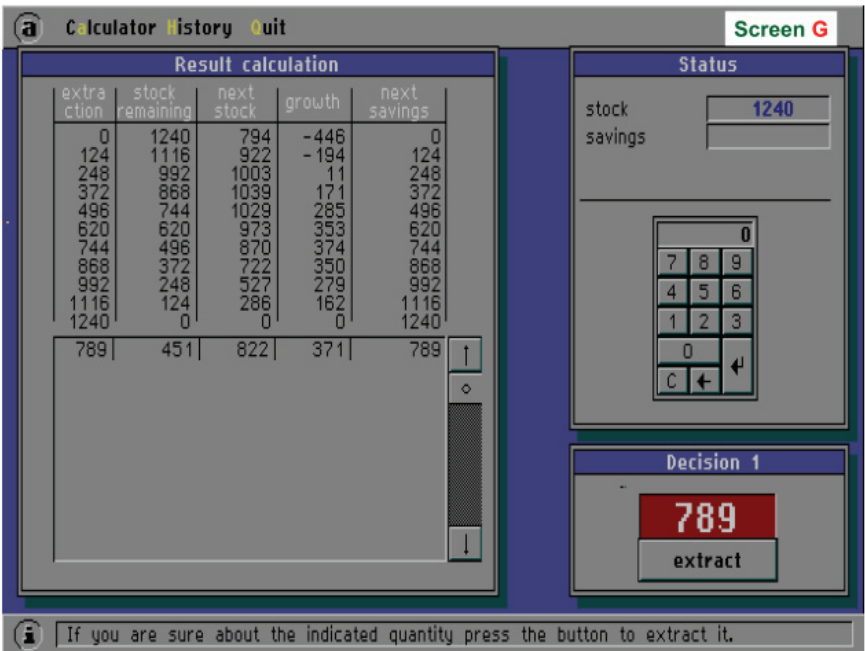 a Calculator History Quit
Screen G
Result calculation
extra
ction stock
remaining next
stock growth next
savings
0 1240 794 -446 0
124 1116 922 -194 124
248 992 1003 11 248
372 868 1039 171 372
496 744 1029 285 496
620 620 973 353 620
744 496 870 374 744
868 372 722 350 868
992 248 527 279 992
1116 124 286 162 1116
1240 0 0 0 1240
789 451 822 371 789
Status
stock 1240
savings
0
7 8 9
4 5 6
1 2 3
0
C ←
↵
Decision 1
789
extract
i If you are sure about the indicated quantity press the button to extract it.